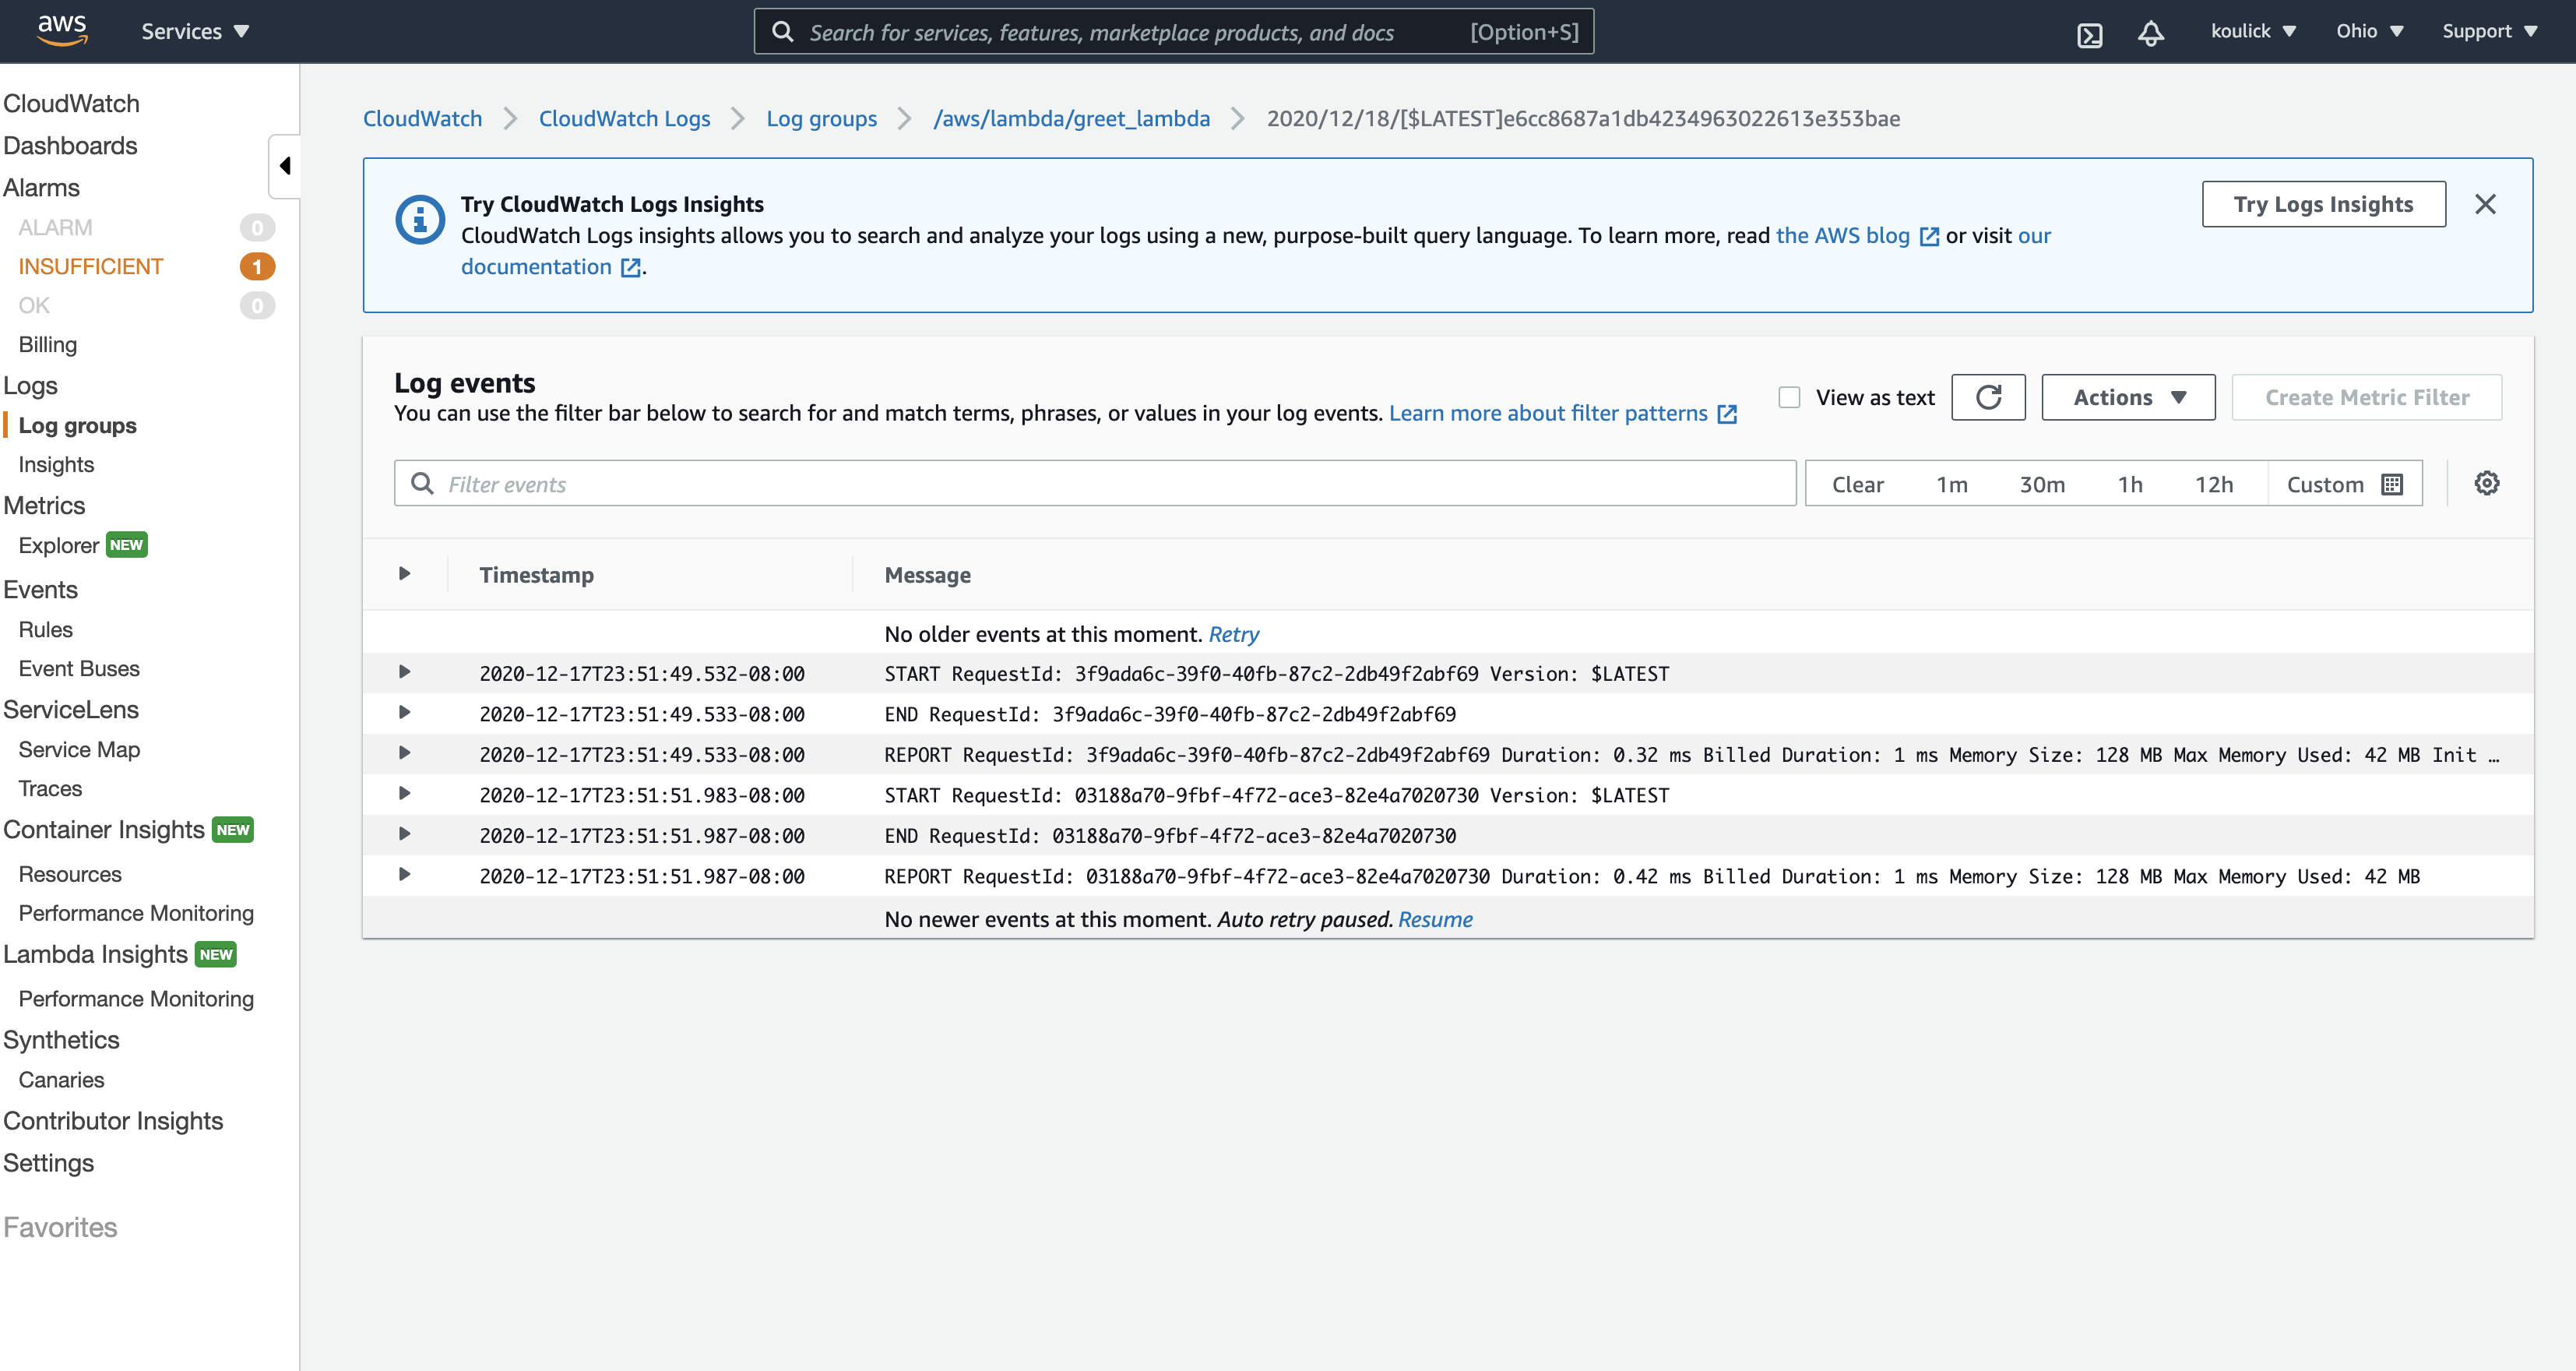 aws
Services
Search for services, features, marketplace products, and docs [Option+S]
koulick
Ohio
Support
CloudWatch
Dashboards
Alarms
ALARM 0
INSUFFICIENT 1
OK 0
Billing
Logs
Log groups
Insights
Metrics
Explorer NEW
Events
Rules
Event Buses
ServiceLens
Service Map
Traces
Container Insights NEW
Resources
Performance Monitoring
Lambda Insights NEW
Performance Monitoring
Synthetics
Canaries
Contributor Insights
Settings
Favorites
CloudWatch CloudWatch Logs Log groups /aws/lambda/greet_lambda 2020/12/18/[$LATEST]e6cc8687a1db4234963022613e353bae
Try CloudWatch Logs Insights
CloudWatch Logs insights allows you to search and analyze your logs using a new, purpose-built query language. To learn more, read the AWS blog or visit our
documentation .
Try Logs Insights
Log events
You can use the filter bar below to search for and match terms, phrases, or values in your log events. Learn more about filter patterns
View as text
Actions
Create Metric Filter
Filter events
Clear 1m 30m 1h 12h Custom
Timestamp Message
No older events at this moment. Retry
2020-12-17T23:51:49.532-08:00 START RequestId: 3f9ada6c-39f0-40fb-87c2-2db49f2abf69 Version: $LATEST
2020-12-17T23:51:49.533-08:00 END RequestId: 3f9ada6c-39f0-40fb-87c2-2db49f2abf69
2020-12-17T23:51:49.533-08:00 REPORT RequestId: 3f9ada6c-39f0-40fb-87c2-2db49f2abf69 Duration: 0.32 ms Billed Duration: 1 ms Memory Size: 128 MB Max Memory Used: 42 MB Init …
2020-12-17T23:51:51.983-08:00 START RequestId: 03188a70-9fbf-4f72-ace3-82e4a7020730 Version: $LATEST
2020-12-17T23:51:51.987-08:00 END RequestId: 03188a70-9fbf-4f72-ace3-82e4a7020730
2020-12-17T23:51:51.987-08:00 REPORT RequestId: 03188a70-9fbf-4f72-ace3-82e4a7020730 Duration: 0.42 ms Billed Duration: 1 ms Memory Size: 128 MB Max Memory Used: 42 MB
No newer events at this moment. Auto retry paused. Resume